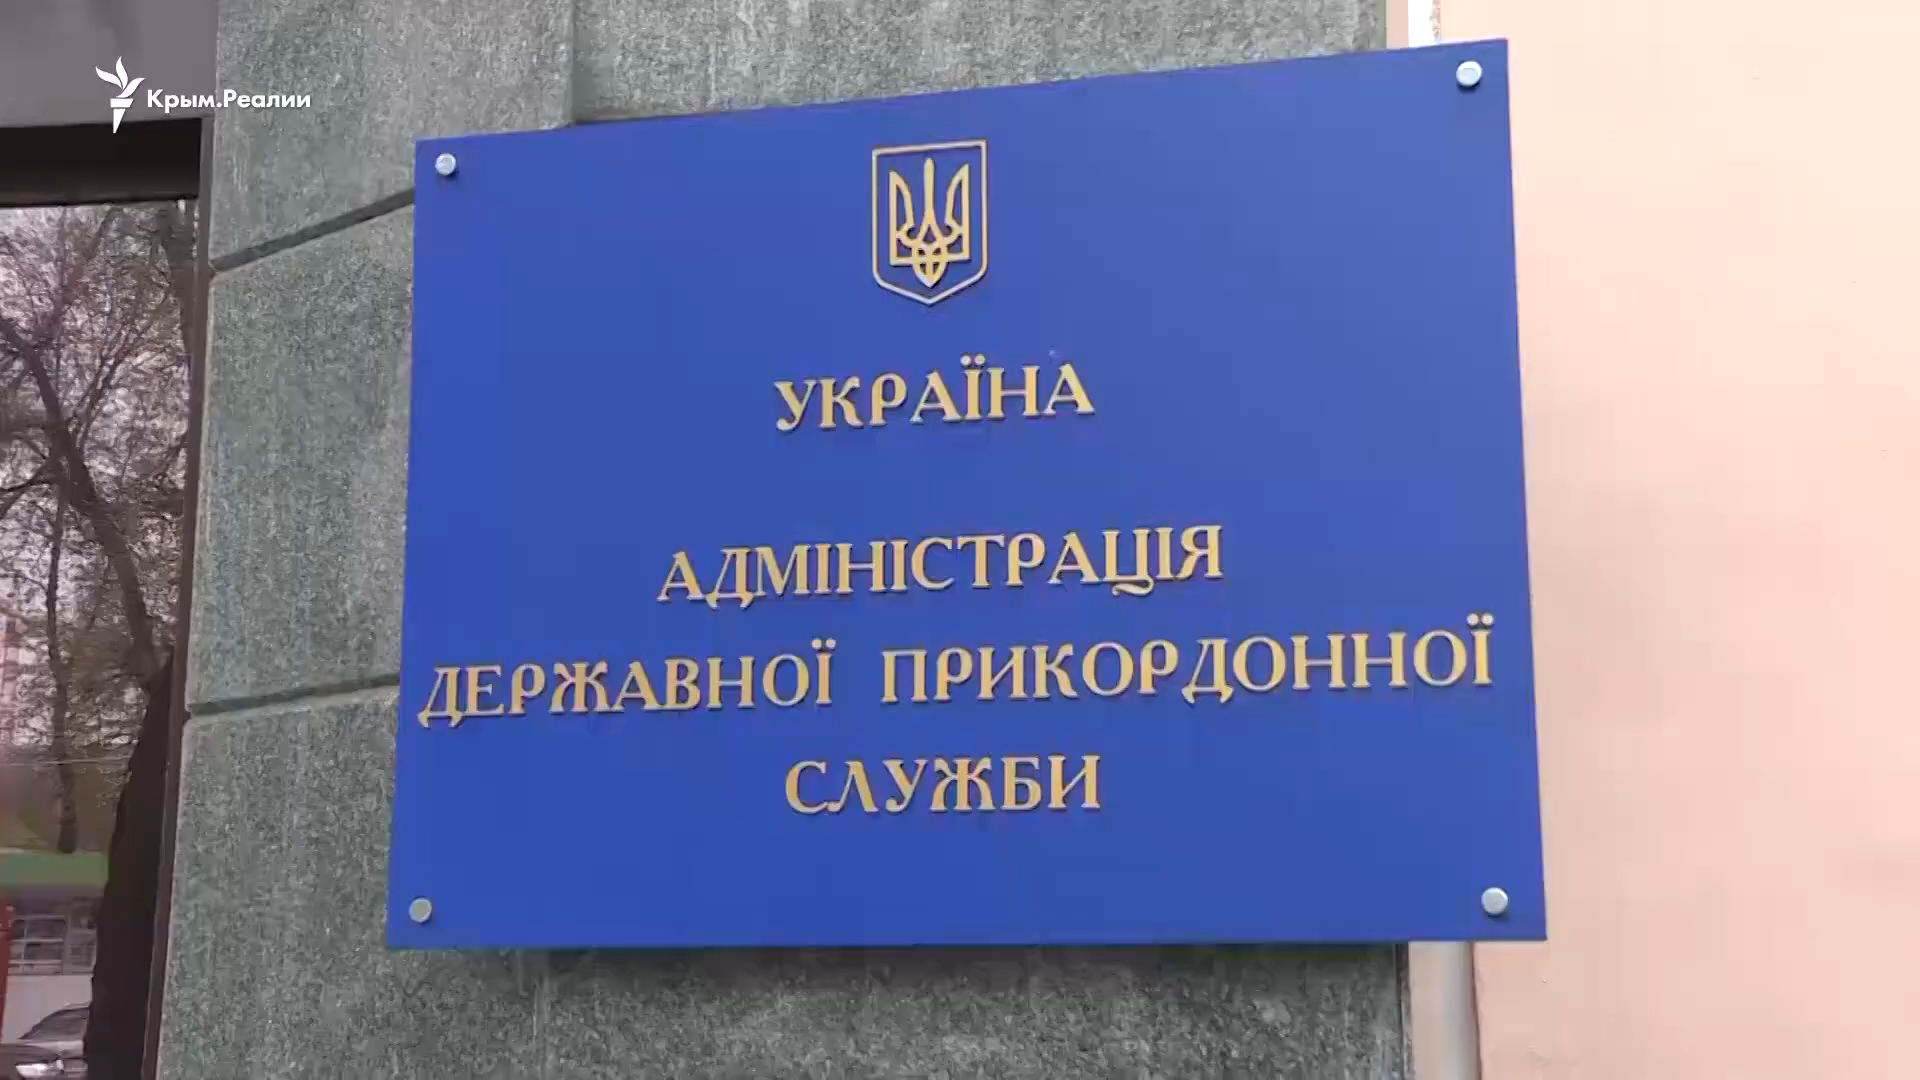 Крым.Реалии
УКРАЇНА
АДМІНІСТРАЦІЯ
ДЕРЖАВНОЇ ПРИКОРДОННОЇ
СЛУЖБИ